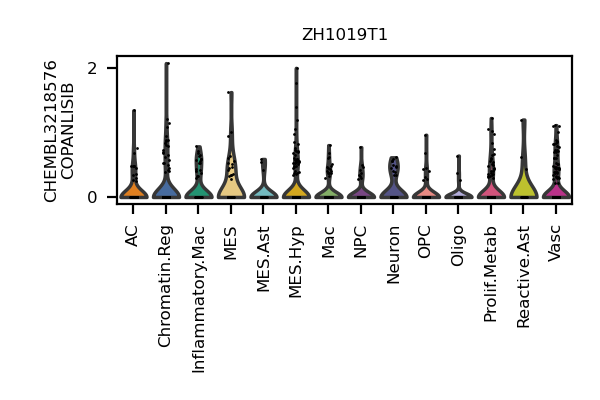 ZH1019T1
CHEMBL3218576
COPANLISIB
2
0
AC
Chromatin.Reg
Inflammatory.Mac
MES
MES.Ast
MES.Hyp
Mac
NPC
Neuron
OPC
Oligo
Prolif.Metab
Reactive.Ast
Vasc